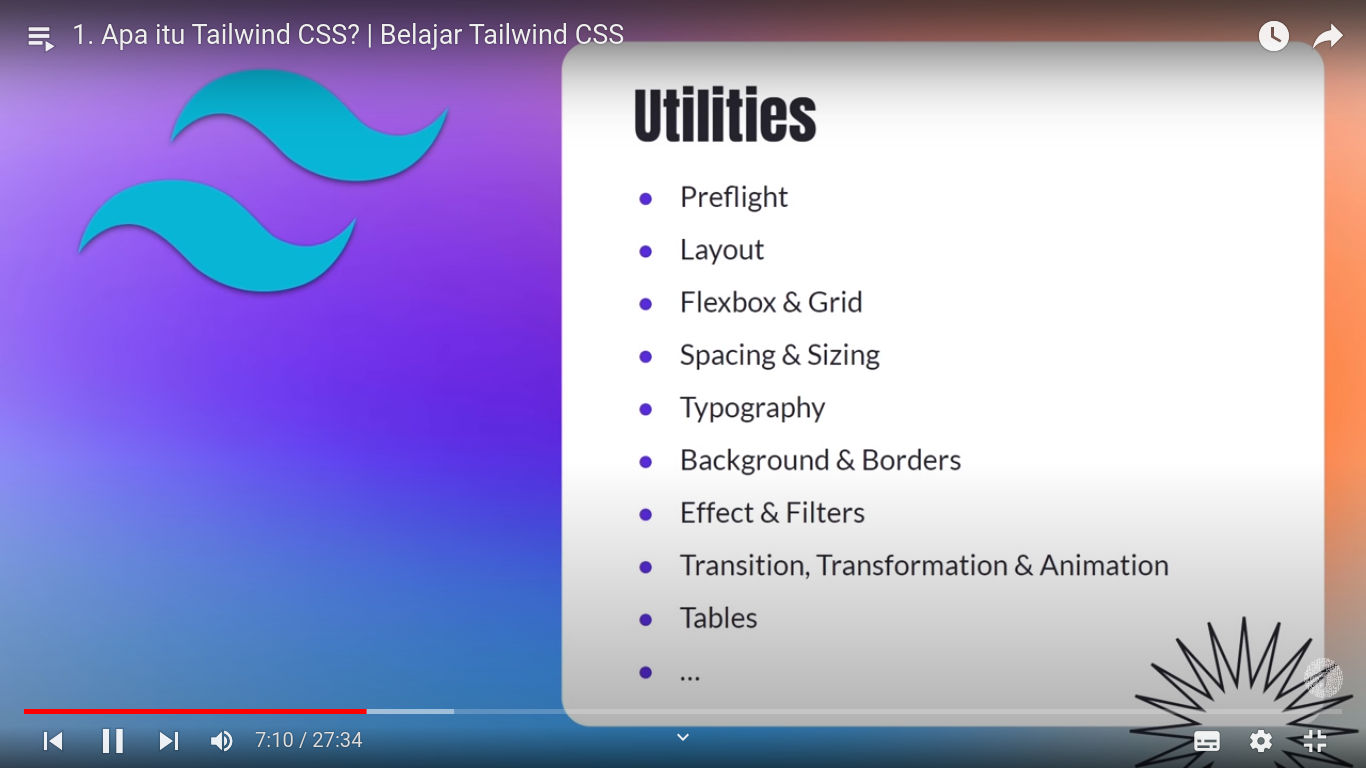 1. Apa itu Tailwind CSS? | Belajar Tailwind CSS
Utilities
Preflight
Layout
Flexbox & Grid
Spacing & Sizing
Typography
Background & Borders
Effect & Filters
Transition, Transformation & Animation
Tables
...
7:10 / 27:34